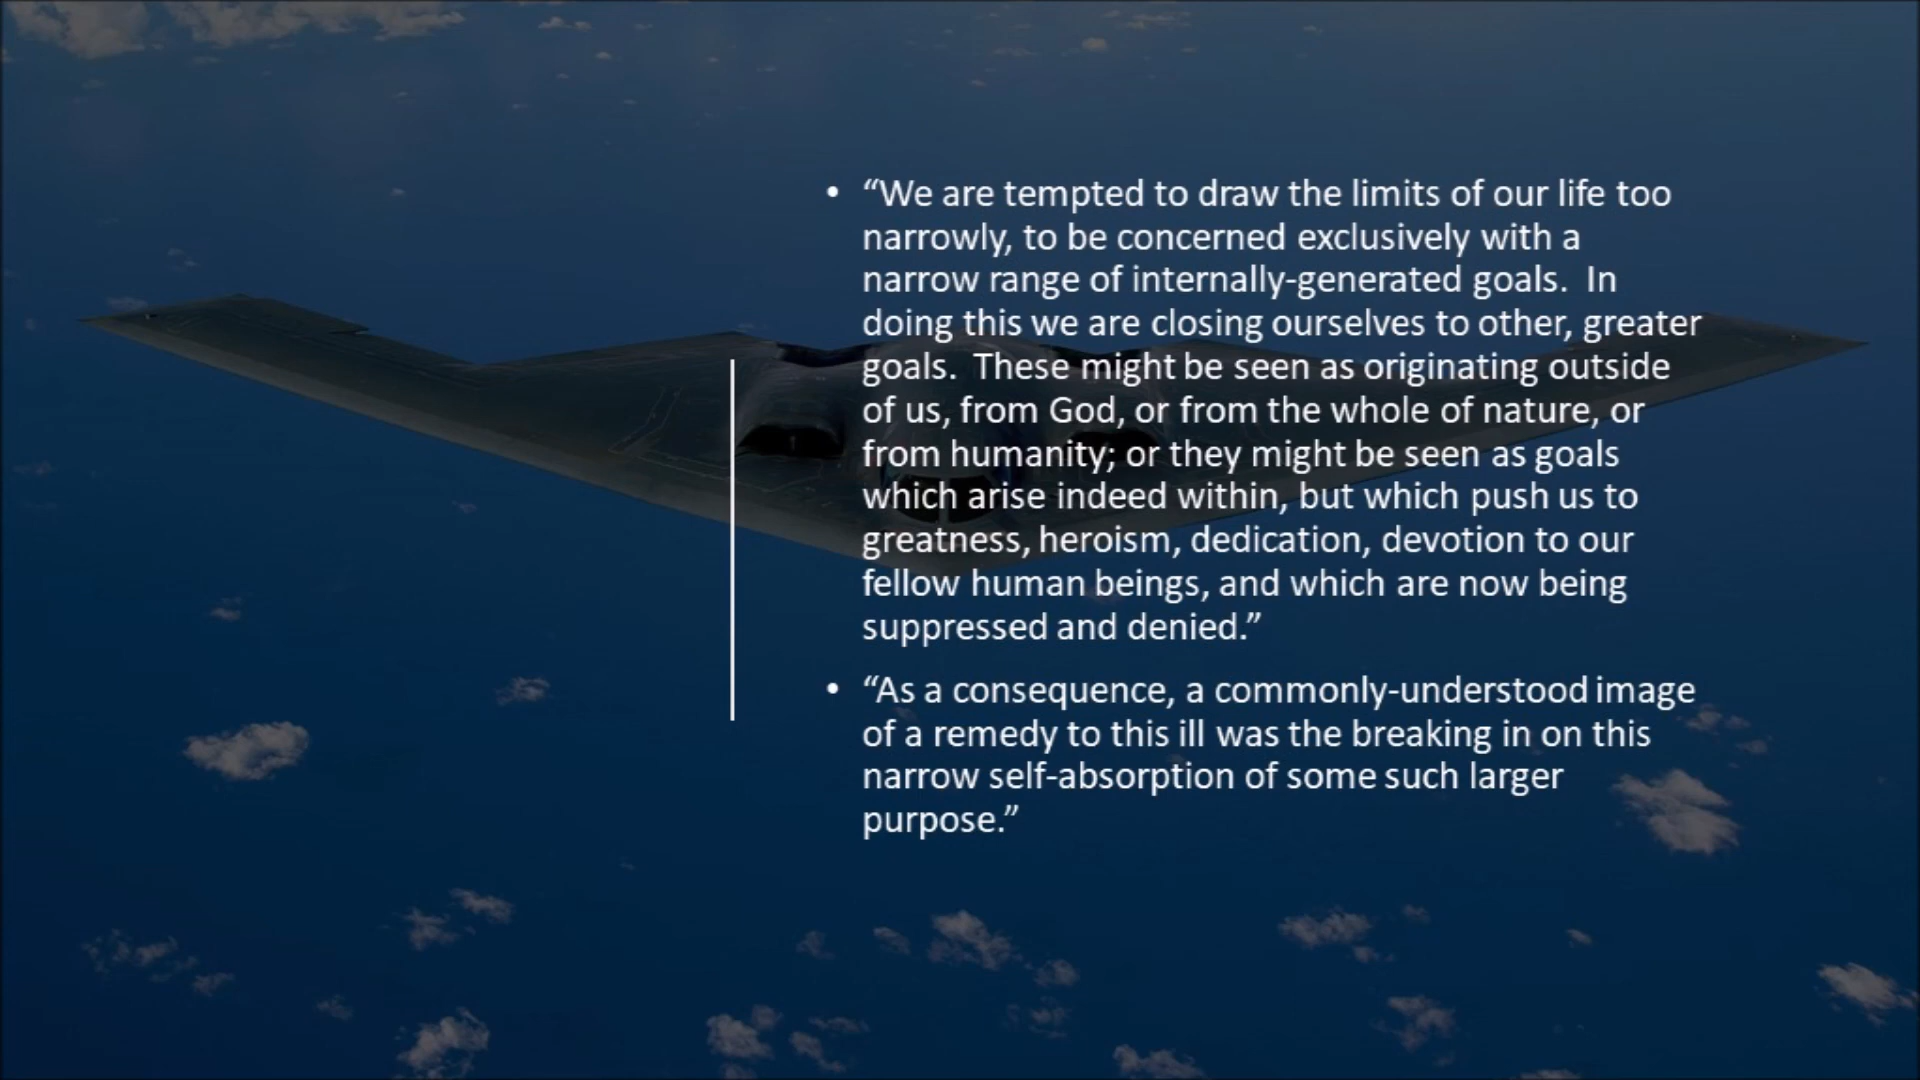 • “We are tempted to draw the limits of our life too
narrowly, to be concerned exclusively with a
narrow range of internally-generated goals.  In
doing this we are closing ourselves to other, greater
goals.  These might be seen as originating outside
of us, from God, or from the whole of nature, or
from humanity; or they might be seen as goals
which arise indeed within, but which push us to
greatness, heroism, dedication, devotion to our
fellow human beings, and which are now being
suppressed and denied.”
• “As a consequence, a commonly-understood image
of a remedy to this ill was the breaking in on this
narrow self-absorption of some such larger
purpose.”